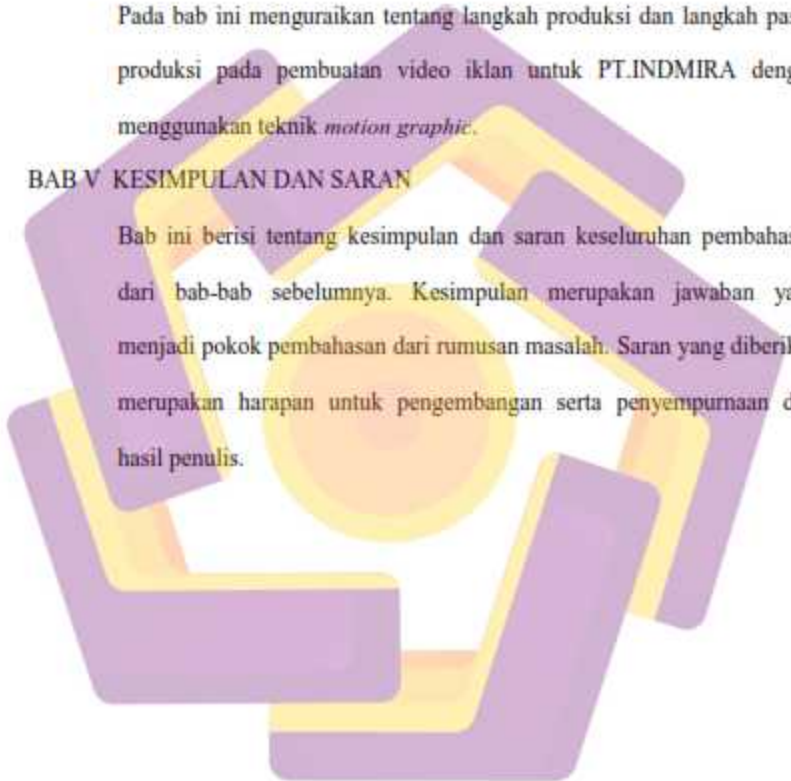 Pada bab ini menguraikan tentang langkah produksi dan langkah pas
produksi pada pembuatan video iklan untuk PT.INDMIRA deng
menggunakan teknik motion graphic.
BAB V KESIMPULAN DAN SARAN
Bab ini berisi tentang kesimpulan dan saran keseluruhan pembahas
dari bab-bab sebelumnya. Kesimpulan merupakan jawaban ya
menjadi pokok pembahasan dari rumusan masalah. Saran yang diberik
merupakan harapan untuk pengembangan serta penyempurnaan d
hasil penulis.